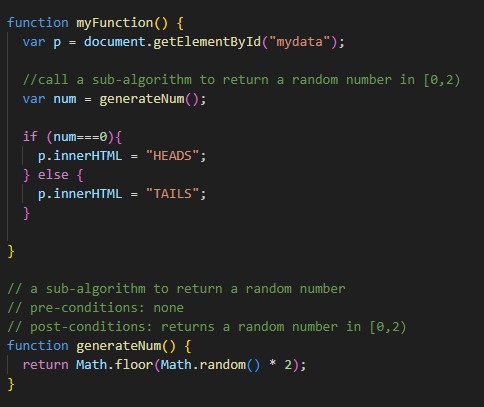 function myFunction() {
var p = document.getElementById("mydata");
//call a sub-algorithm to return a random number in [0,2)
var num = generateNum();
if (num===0){
p.innerHTML = "HEADS";
} else {
p.innerHTML = "TAILS";
}
}
// a sub-algorithm to return a random number
// pre-conditions: none
// post-conditions: returns a random number in [0,2)
function generateNum() {
return Math.floor(Math.random() * 2);
}